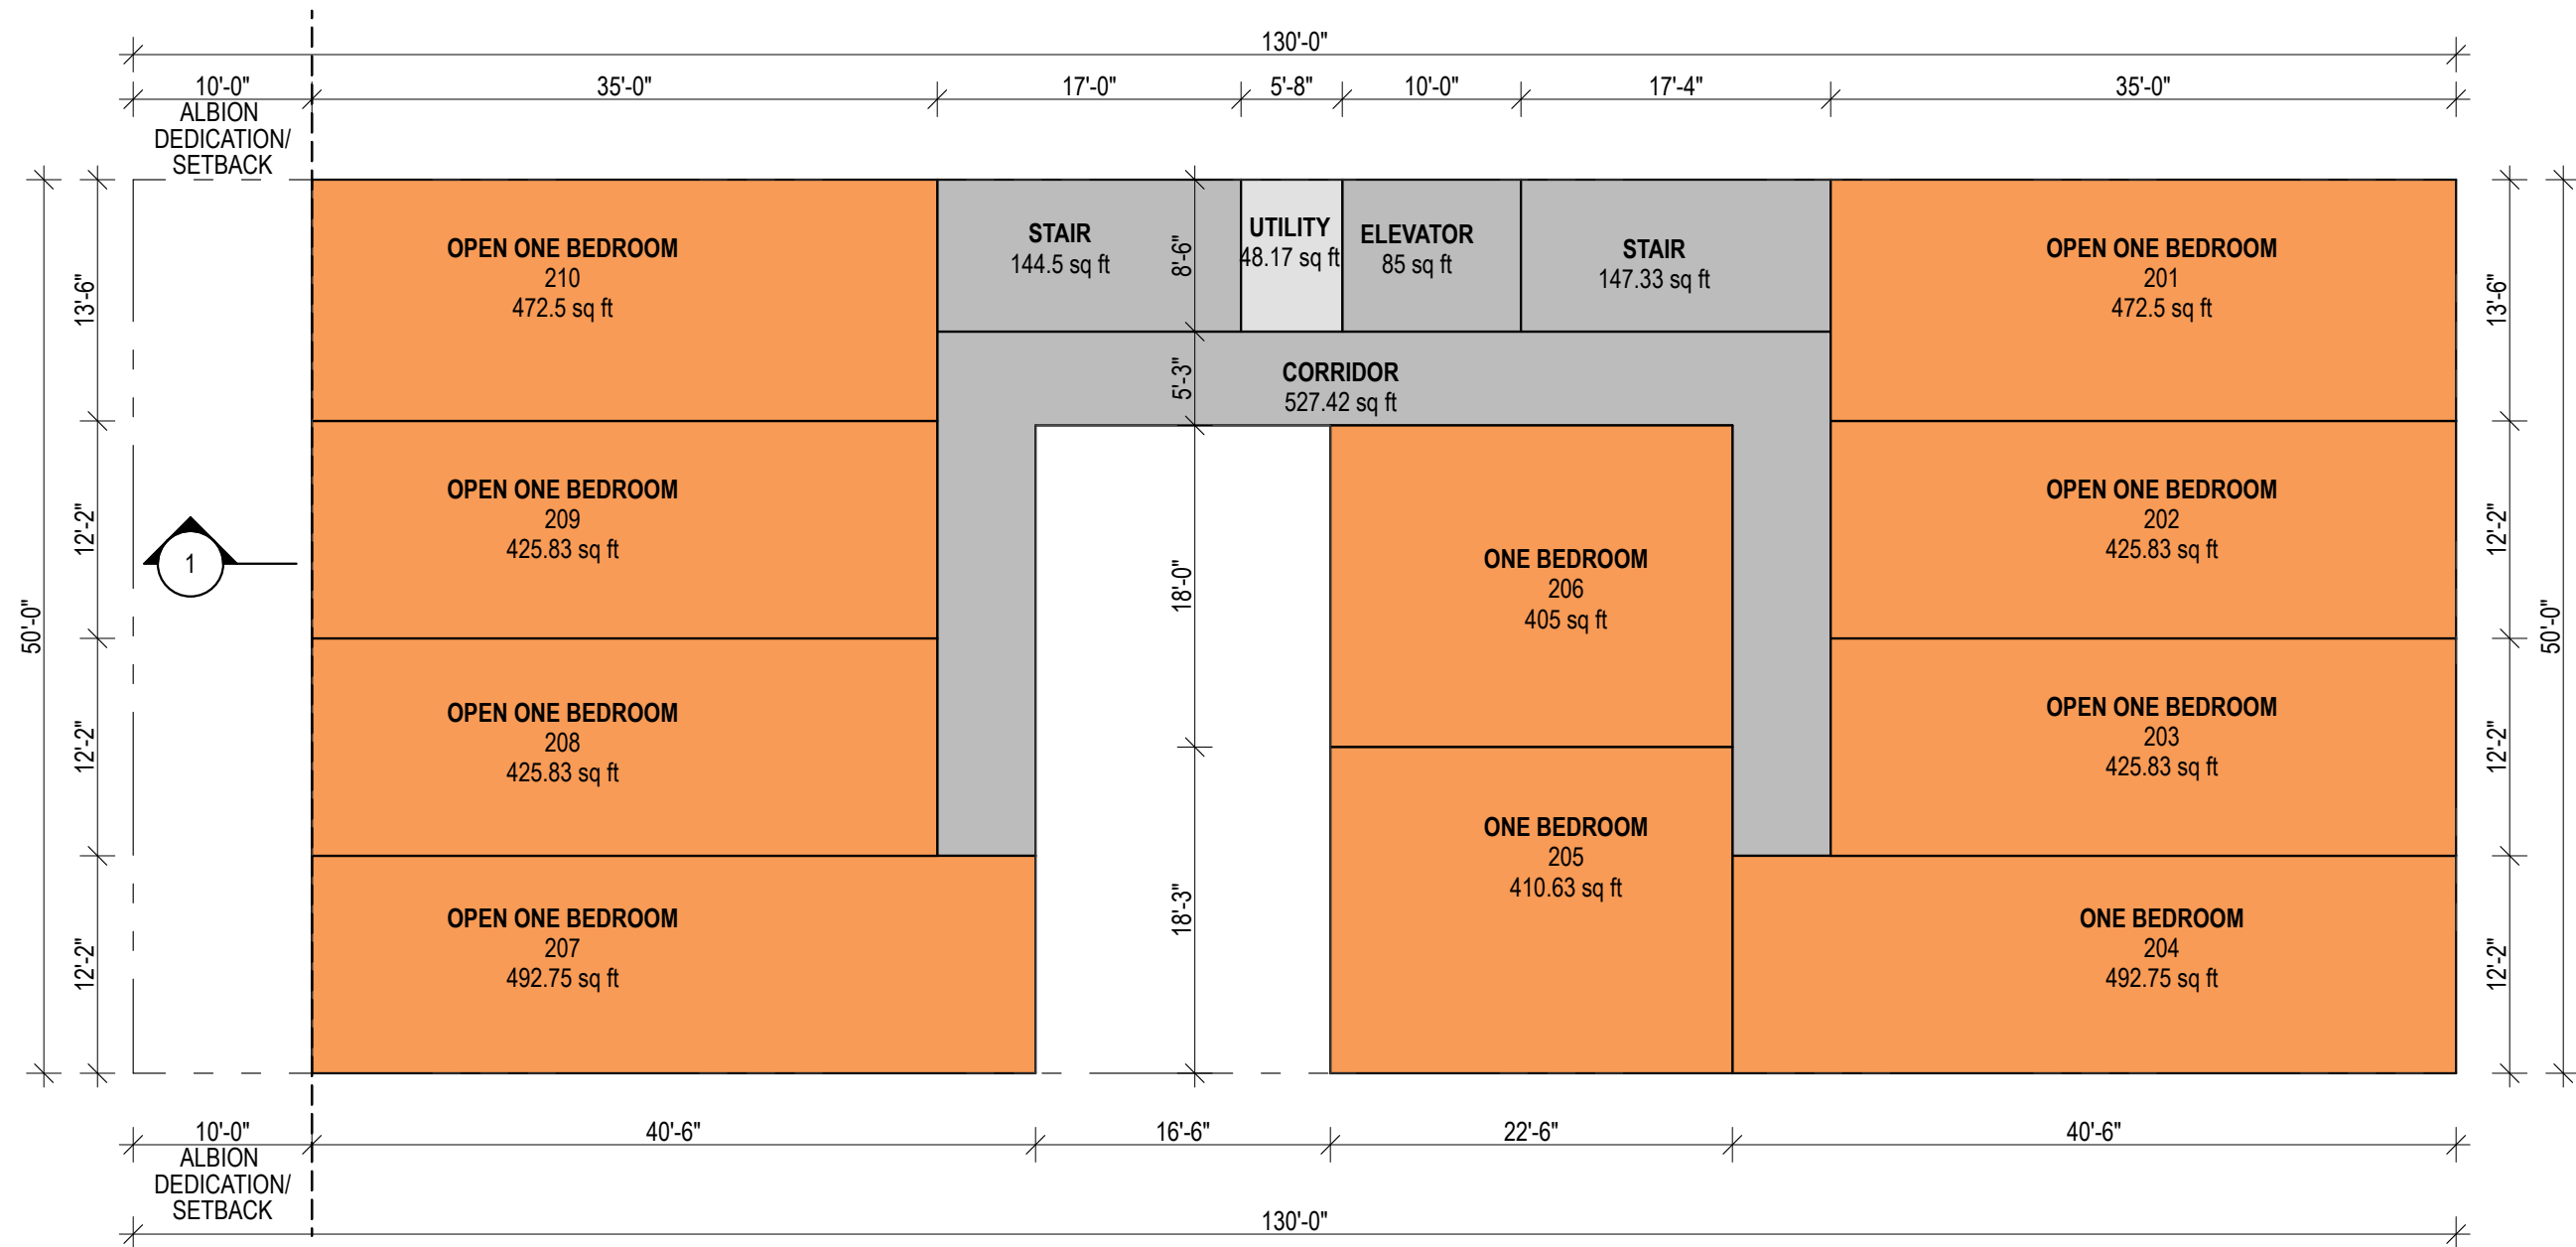 130'-0"
10'-0"
35'-0"
17'-0"
5'-8"
10'-0"
17'-4"
35'-0"
ALBION
DEDICATION/
SETBACK
OPEN ONE BEDROOM
210
472.5 sq ft
STAIR
144.5 sq ft
8'-6"
UTILITY
48.17 sq ft
ELEVATOR
85 sq ft
STAIR
147.33 sq ft
OPEN ONE BEDROOM
201
472.5 sq ft
13'-6"
13'-6"
5'-3"
CORRIDOR
527.42 sq ft
OPEN ONE BEDROOM
209
425.83 sq ft
12'-2"
OPEN ONE BEDROOM
202
425.83 sq ft
12'-2"
1
ONE BEDROOM
206
405 sq ft
18'-0"
50'-0"
50'-0"
OPEN ONE BEDROOM
208
425.83 sq ft
12'-2"
OPEN ONE BEDROOM
203
425.83 sq ft
12'-2"
ONE BEDROOM
205
410.63 sq ft
18'-3"
OPEN ONE BEDROOM
207
492.75 sq ft
12'-2"
ONE BEDROOM
204
492.75 sq ft
12'-2"
10'-0"
40'-6"
16'-6"
22'-6"
40'-6"
ALBION
DEDICATION/
SETBACK
130'-0"